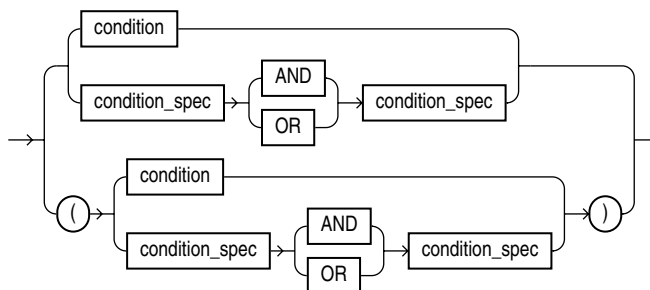 condition
AND
condition_spec condition_spec
OR
condition
( )
AND
condition_spec condition_spec
OR